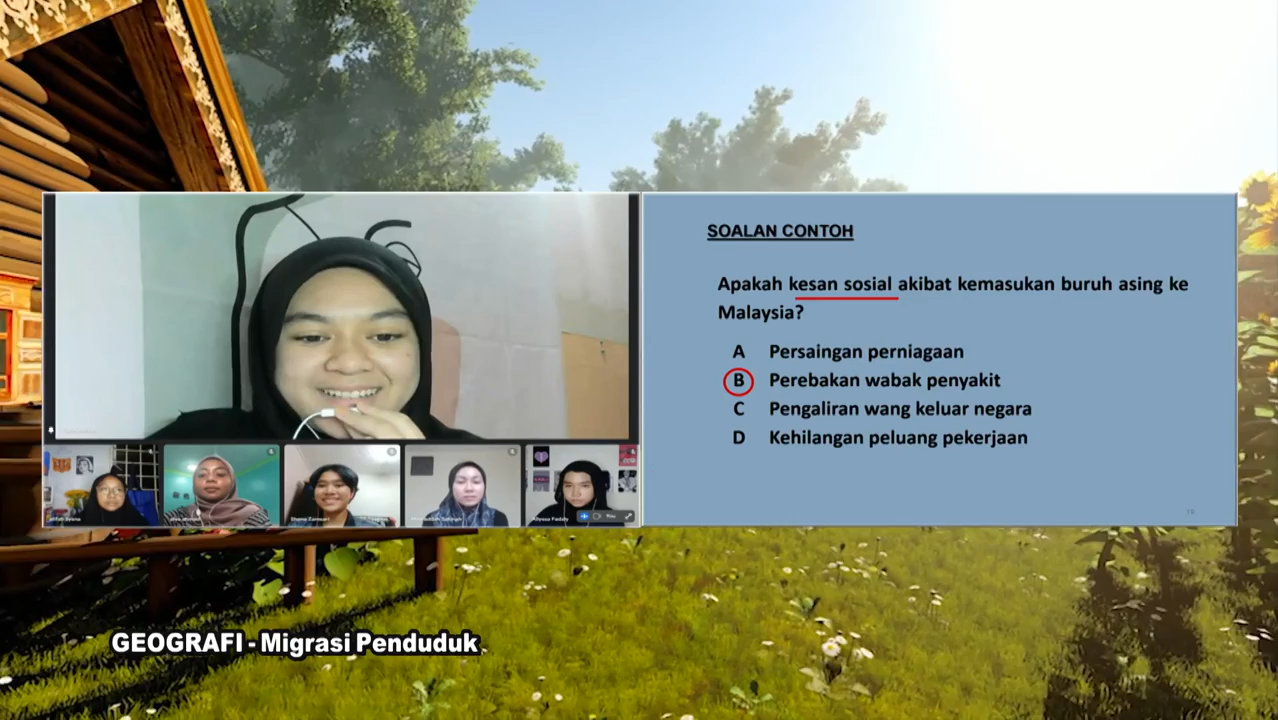 SOALAN CONTOH
Apakah kesan sosial akibat kemasukan buruh asing ke
Malaysia?
A Persaingan perniagaan
B Perebakan wabak penyakit
C Pengaliran wang keluar negara
D Kehilangan peluang pekerjaan
19
GEOGRAFI - Migrasi Penduduk